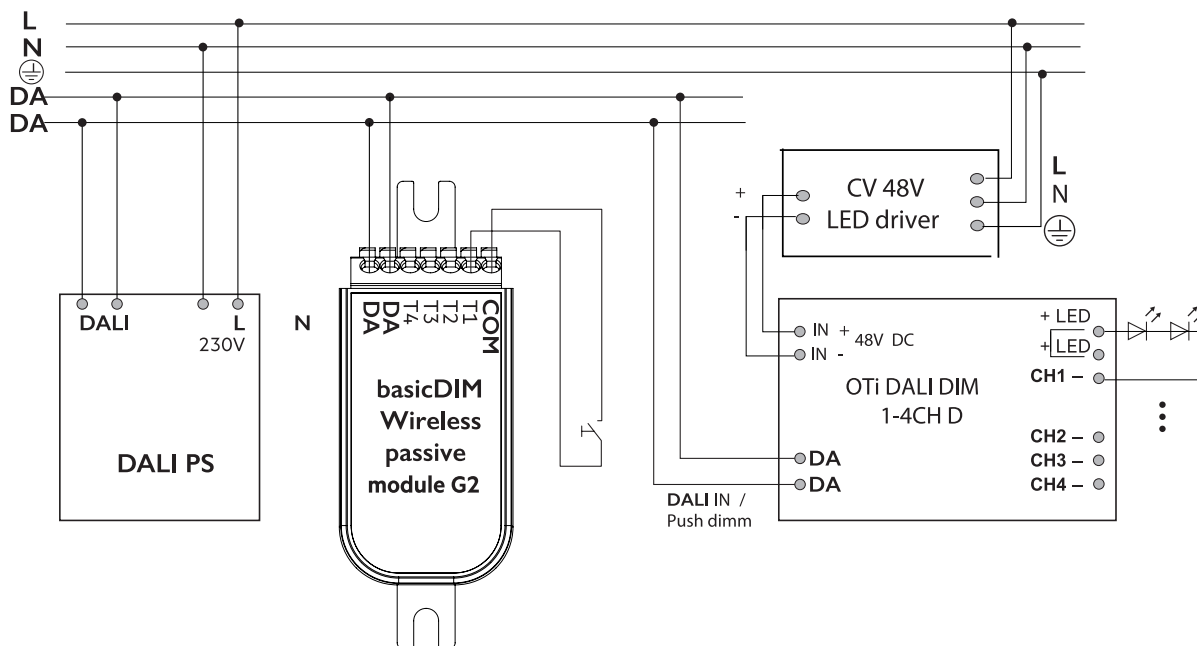 L
N
DA
DA
CV 48V
LED driver
+
-
L
N
DALI
L
N
230V
DALI PS
DA
DA
T4
T3
T2
T1
COM
basicDIM
Wireless
passive
module G2
IN +
48V DC
IN -
OTi DALI DIM
1-4CH D
+ LED
+ LED
CH1 –
CH2 –
CH3 –
CH4 –
DA
DA
DALI IN /
Push dimm